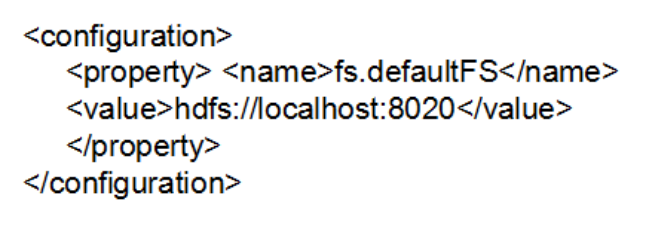 <configuration>
<property> <name>fs.defaultFS</name>
<value>hdfs://localhost:8020</value>
</property>
</configuration>